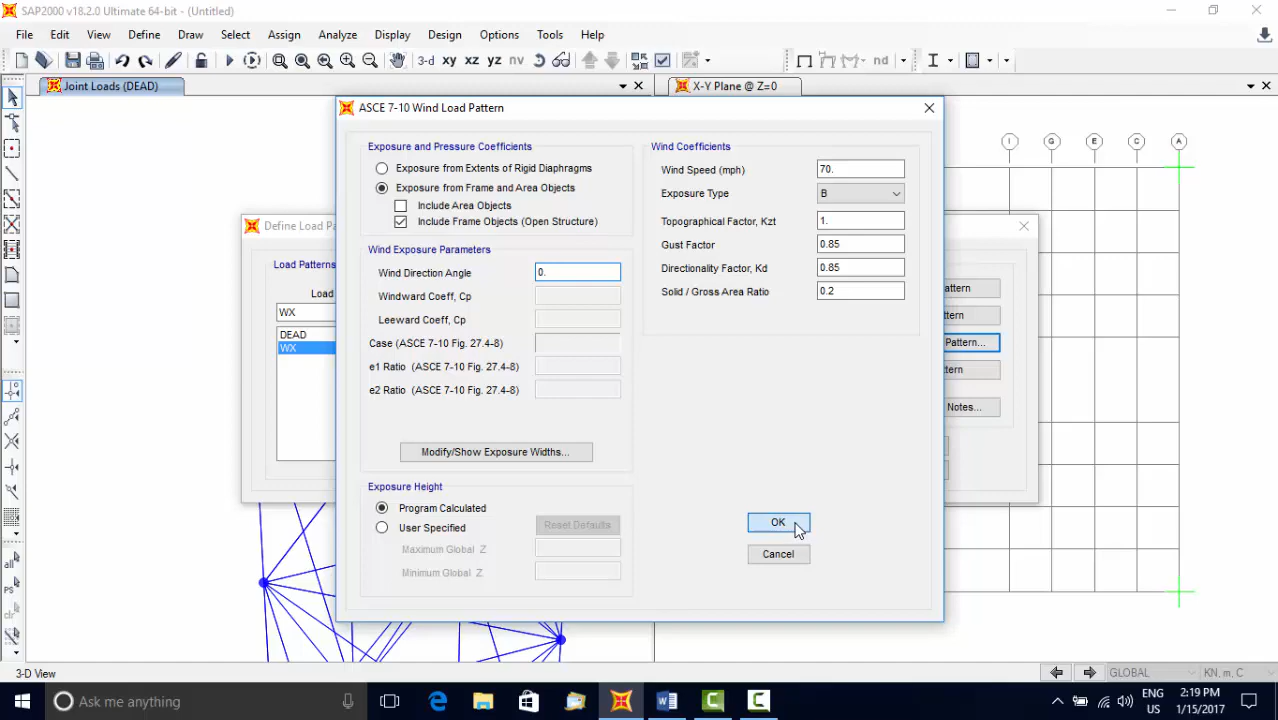 SAP2000 v18.2.0 Ultimate 64-bit - (Untitled)
File Edit View Define Draw Select Assign Analyze Display Design Options Tools Help
3-d xy xz yz nv nd
Joint Loads (DEAD)
X-Y Plane @ Z=0
ASCE 7-10 Wind Load Pattern
Exposure and Pressure Coefficients
Exposure from Extents of Rigid Diaphragms
Exposure from Frame and Area Objects
Include Area Objects
Include Frame Objects (Open Structure)
Wind Exposure Parameters
Wind Direction Angle 0.
Windward Coeff, Cp
Leeward Coeff, Cp
Case (ASCE 7-10 Fig. 27.4-8)
e1 Ratio (ASCE 7-10 Fig. 27.4-8)
e2 Ratio (ASCE 7-10 Fig. 27.4-8)
Modify/Show Exposure Widths...
Exposure Height
Program Calculated
User Specified
Reset Defaults
Maximum Global Z
Minimum Global Z
Wind Coefficients
Wind Speed (mph) 70.
Exposure Type B
Topographical Factor, Kzt 1.
Gust Factor 0.85
Directionality Factor, Kd 0.85
Solid / Gross Area Ratio 0.2
OK
Cancel
Define Load Pa
Load Patterns
Load
WX
DEAD
WX
attern
tern
Pattern...
tern
Notes...
I G E C A
all
PS
clr
3-D View
GLOBAL
KN, m, C
Ask me anything
ENG
US
2:19 PM
1/15/2017